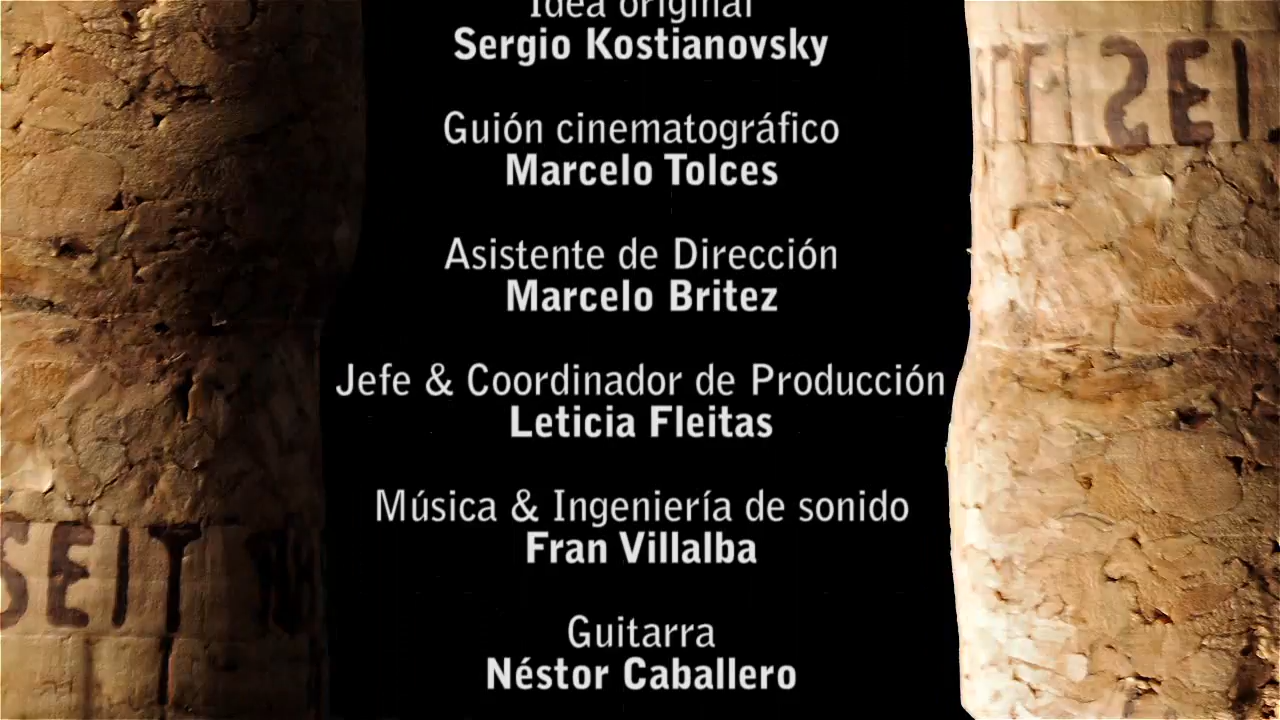 Idea original
Sergio Kostianovsky
Guión cinematográfico
Marcelo Tolces
Asistente de Dirección
Marcelo Britez
Jefe & Coordinador de Producción
Leticia Fleitas
Música & Ingeniería de sonido
Fran Villalba
Guitarra
Néstor Caballero
SEIT